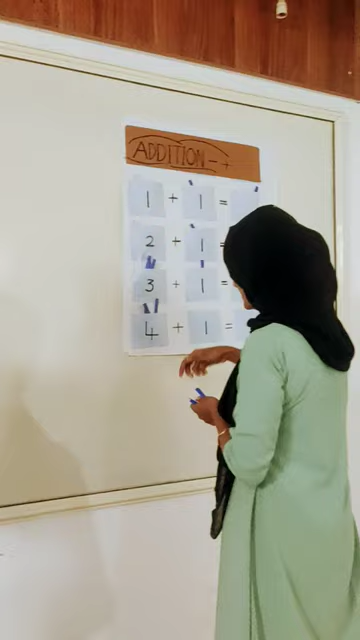 ADDITION - +
1 + 1 =
2 + 1 =
3 + 1 =
4 + 1 =